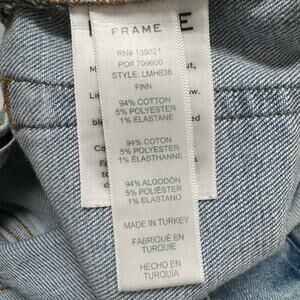 FRAME
RN# 139021
PO# 709600
STYLE: LMH838
FINN
94% COTTON
5% POLYESTER
1% ELASTANE
94% COTON
5% POLYESTER
1% ÉLASTHANNE
94% ALGODÓN
5% POLIÉSTER
1% ELASTANO
MADE IN TURKEY
FABRIQUÉ EN
TURQUIE
HECHO EN
TURQUÍA